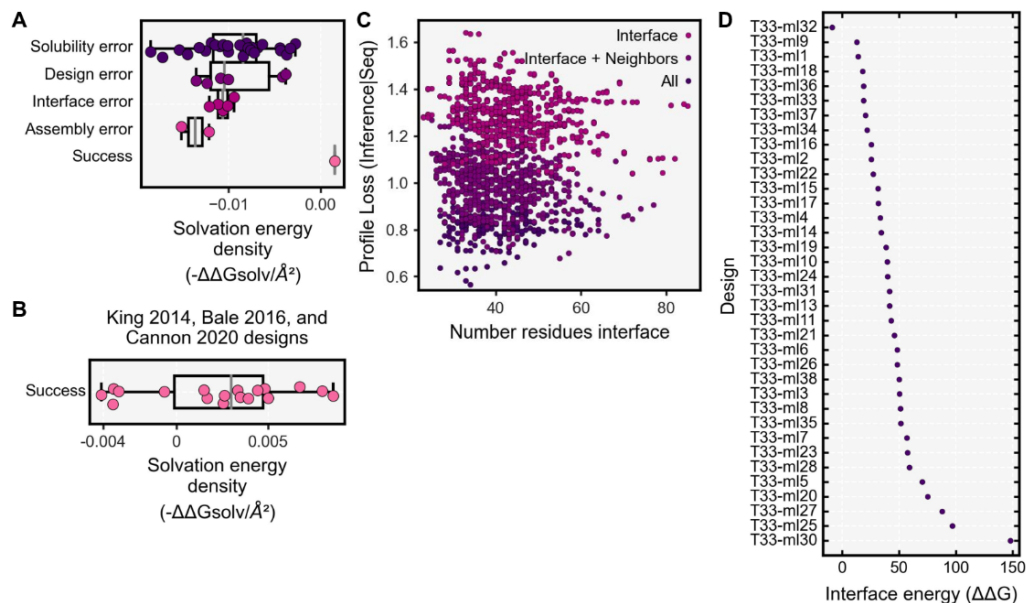 A
Solubility error
Design error
Interface error
Assembly error
Success
−0.01
0.00
Solvation energy
density
(-ΔΔGsolv/Å²)
B
King 2014, Bale 2016, and
Cannon 2020 designs
Success
-0.004
0
0.005
Solvation energy
density
(-ΔΔGsolv/Å²)
C
Profile Loss (Inference|Seq)
1.6
1.4
1.2
1.0
0.8
0.6
Interface
Interface + Neighbors
All
40
60
80
Number residues interface
D
Design
T33-ml32
T33-ml9
T33-ml1
T33-ml18
T33-ml36
T33-ml33
T33-ml37
T33-ml34
T33-ml16
T33-ml2
T33-ml22
T33-ml15
T33-ml17
T33-ml4
T33-ml14
T33-ml19
T33-ml10
T33-ml24
T33-ml31
T33-ml13
T33-ml11
T33-ml21
T33-ml6
T33-ml26
T33-ml38
T33-ml3
T33-ml8
T33-ml35
T33-ml7
T33-ml23
T33-ml28
T33-ml5
T33-ml20
T33-ml27
T33-ml25
T33-ml30
0
50
100
150
Interface energy (ΔΔG)